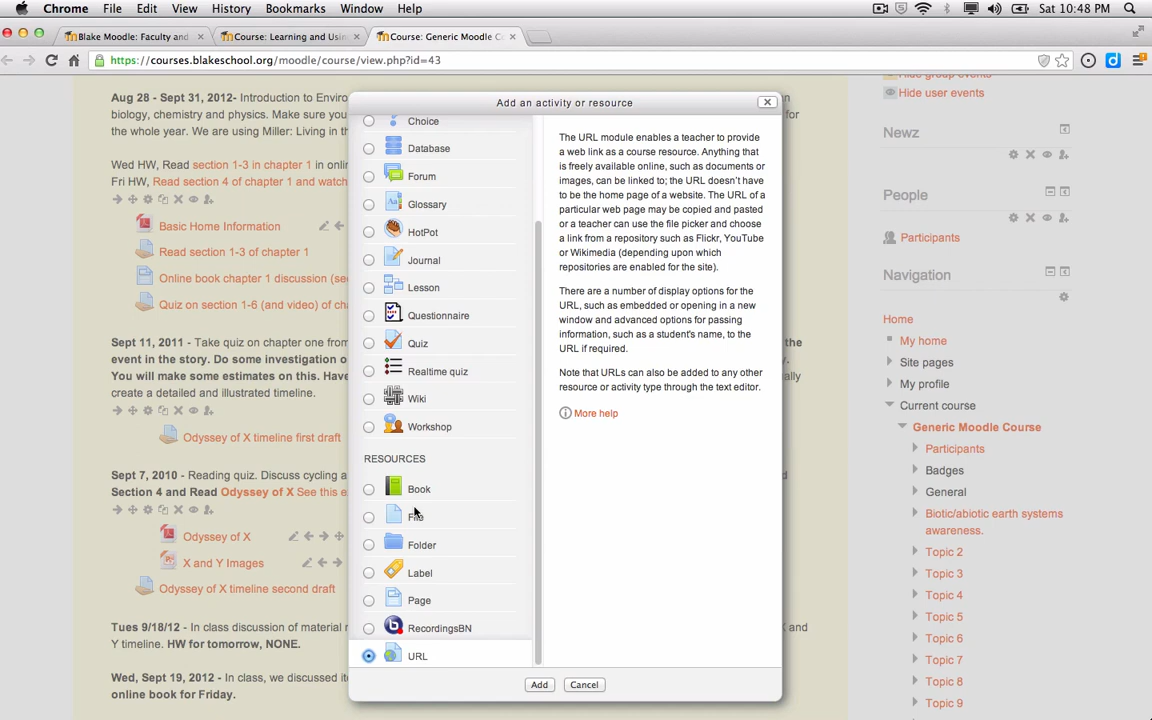 Chrome File Edit View History Bookmarks Window Help Sat 10:48 PM
Blake Moodle: Faculty and
Course: Learning and Usin
Course: Generic Moodle C
https://courses.blakeschool.org/moodle/course/view.php?id=43
Aug 28 - Sept 31, 2012- Introduction to Enviro
biology, chemistry and physics. Make sure you
the whole year. We are using Miller: Living in t
Wed HW, Read section 1-3 in chapter 1 in onlin
Fri HW, Read section 4 of chapter 1 and watch
Basic Home Information
Read section 1-3 of chapter 1
Online book chapter 1 discussion (se
Quiz on section 1-6 (and video) of cha
Sept 11, 2011 - Take quiz on chapter one from
event in the story. Do some investigation o
You will make some estimates on this. Have
create a detailed and illustrated timeline.
Odyssey of X timeline first draft
Sept 7, 2010 - Reading quiz. Discuss cycling a
Section 4 and Read Odyssey of X See this e
Odyssey of X
X and Y Images
Odyssey of X timeline second draft
Tues 9/18/12 - In class discussion of material
Y timeline. HW for tomorrow, NONE.
Wed, Sept 19, 2012 - In class, we discussed it
online book for Friday.
Add an activity or resource
Choice
Database
Forum
Glossary
HotPot
Journal
Lesson
Questionnaire
Quiz
Realtime quiz
Wiki
Workshop
RESOURCES
Book
File
Folder
Label
Page
RecordingsBN
URL
The URL module enables a teacher to provide
a web link as a course resource. Anything that
is freely available online, such as documents or
images, can be linked to; the URL doesn't have
to be the home page of a website. The URL of a
particular web page may be copied and pasted
or a teacher can use the file picker and choose
a link from a repository such as Flickr, YouTube
or Wikimedia (depending upon which
repositories are enabled for the site).
There are a number of display options for the
URL, such as embedded or opening in a new
window and advanced options for passing
information, such as a student's name, to the
URL if required.
Note that URLs can also be added to any other
resource or activity type through the text editor.
More help
Add Cancel
n
the
ally
X and
Hide group events
Hide user events
Newz
People
Participants
Navigation
Home
My home
Site pages
My profile
Current course
Generic Moodle Course
Participants
Badges
General
Biotic/abiotic earth systems
awareness.
Topic 2
Topic 3
Topic 4
Topic 5
Topic 6
Topic 7
Topic 8
Topic 9